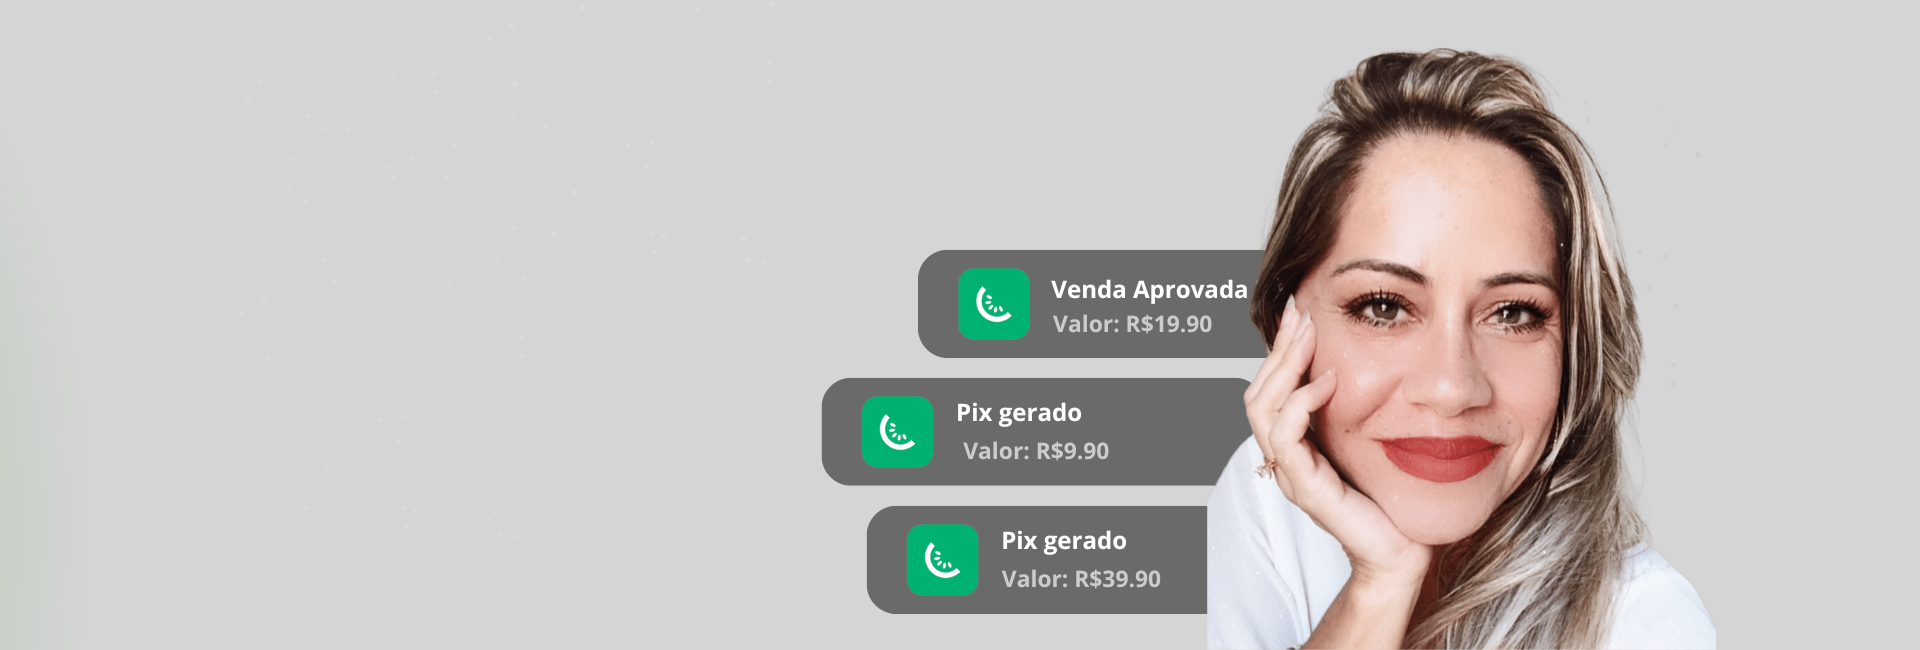 Venda Aprovada
Valor: R$19.90
Pix gerado
Valor: R$9.90
Pix gerado
Valor: R$39.90